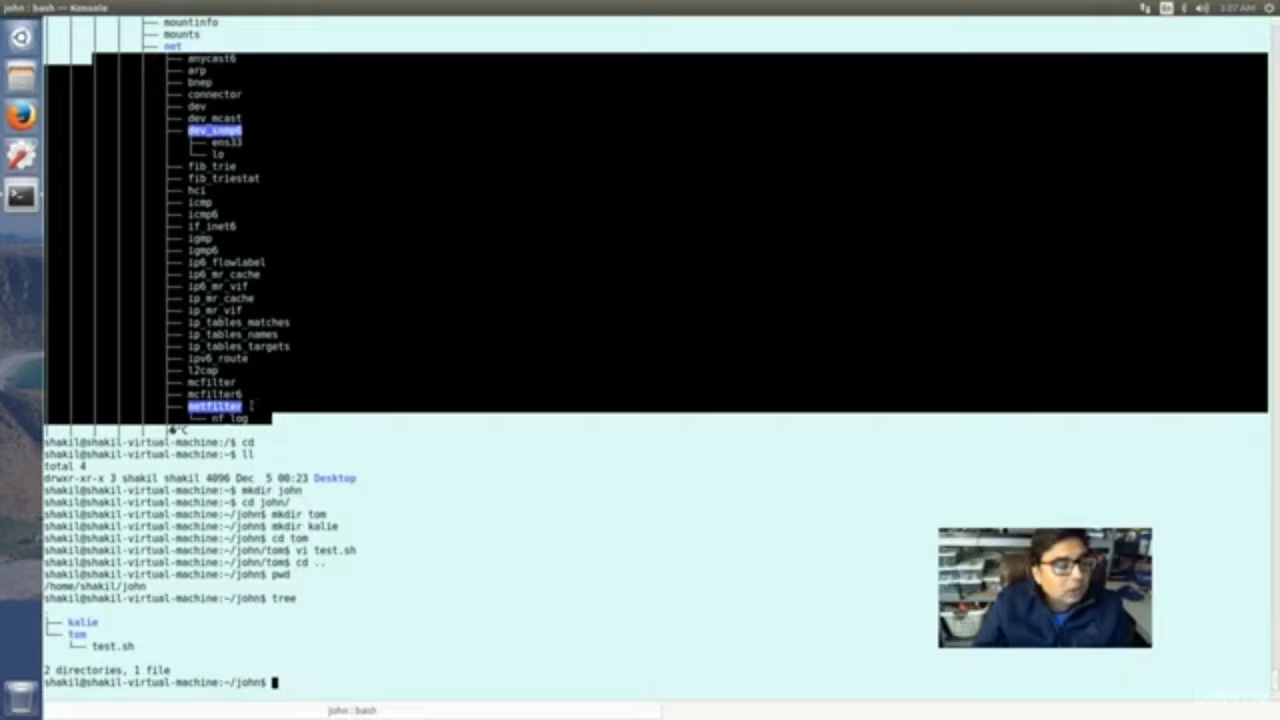 john : bash — Konsole
3:27 AM
├── mountinfo
├── mounts
├── net
├── anycast6
├── arp
├── bnep
├── connector
├── dev
├── dev_mcast
├── dev_snmp6
├── ens33
└── lo
├── fib_trie
├── fib_triestat
├── hci
├── icmp
├── icmp6
├── if_inet6
├── igmp
├── igmp6
├── ip6_flowlabel
├── ip6_mr_cache
├── ip6_mr_vif
├── ip_mr_cache
├── ip_mr_vif
├── ip_tables_matches
├── ip_tables_names
├── ip_tables_targets
├── ipv6_route
├── l2cap
├── mcfilter
├── mcfilter6
├── netfilter
└── nf_log
├�^C
shakil@shakil-virtual-machine:/$ cd
shakil@shakil-virtual-machine:~$ ll
total 4
drwxr-xr-x 3 shakil shakil 4096 Dec  5 00:23 Desktop
shakil@shakil-virtual-machine:~$ mkdir john
shakil@shakil-virtual-machine:~$ cd john/
shakil@shakil-virtual-machine:~/john$ mkdir tom
shakil@shakil-virtual-machine:~/john$ mkdir kalie
shakil@shakil-virtual-machine:~/john$ cd tom
shakil@shakil-virtual-machine:~/john/tom$ vi test.sh
shakil@shakil-virtual-machine:~/john/tom$ cd ..
shakil@shakil-virtual-machine:~/john$ pwd
/home/shakil/john
shakil@shakil-virtual-machine:~/john$ tree
.
├── kalie
└── tom
└── test.sh
2 directories, 1 file
shakil@shakil-virtual-machine:~/john$
john : bash